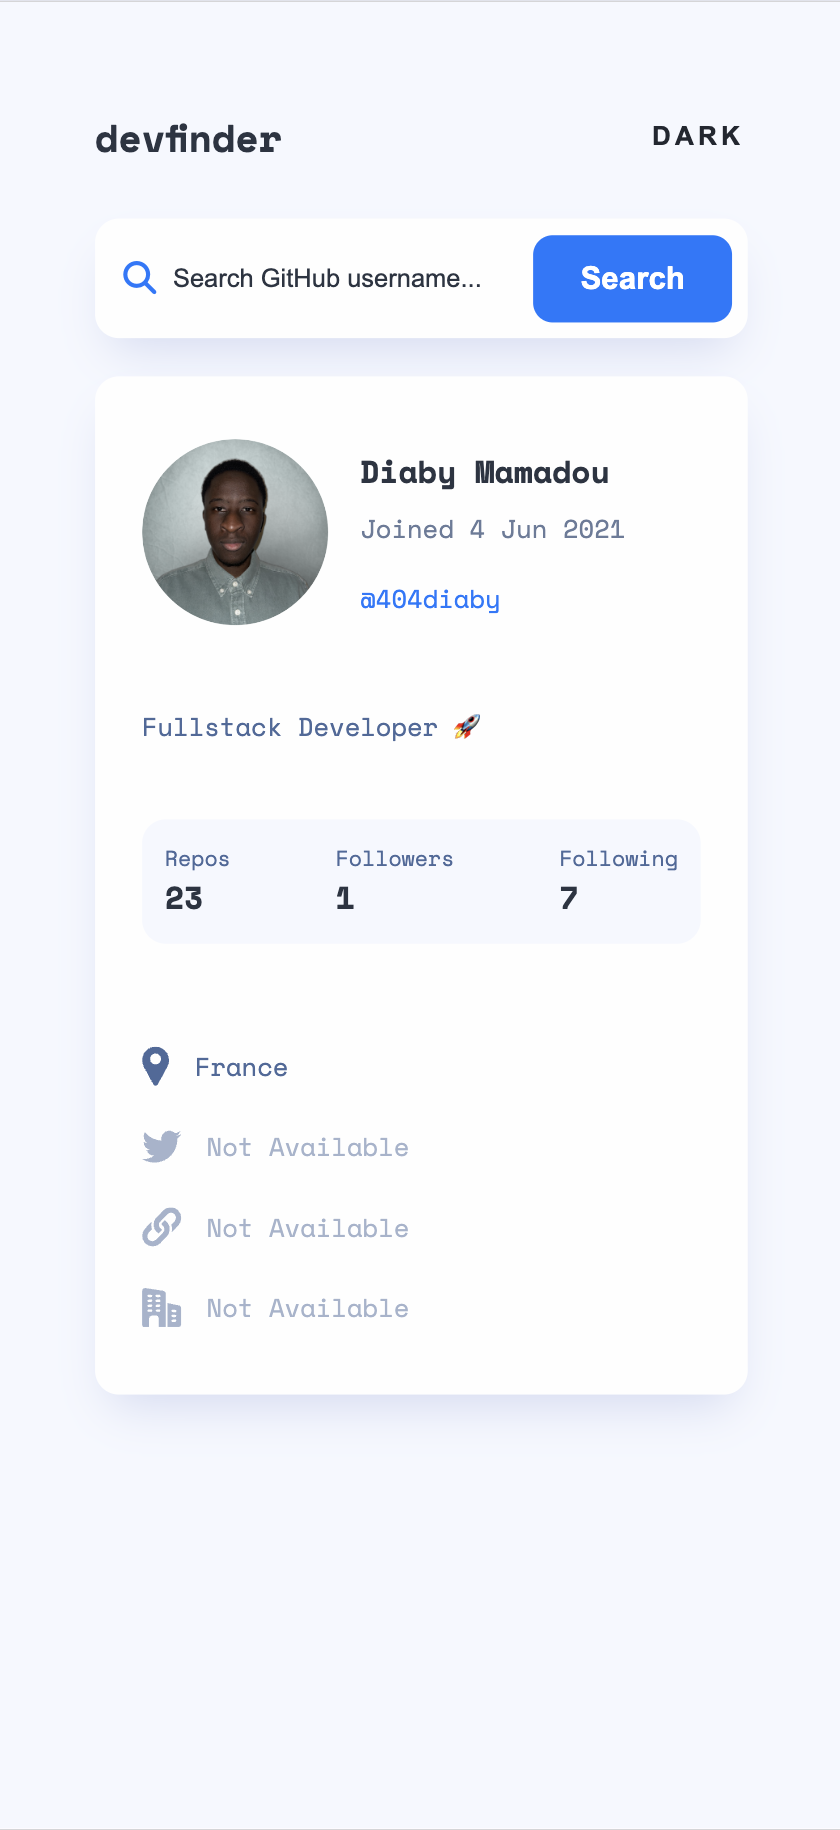 devfinder DARK
Search GitHub username... Search
Diaby Mamadou
Joined 4 Jun 2021
@404diaby
Fullstack Developer 🚀
Repos Followers Following
23 1 7
France
Not Available
Not Available
Not Available